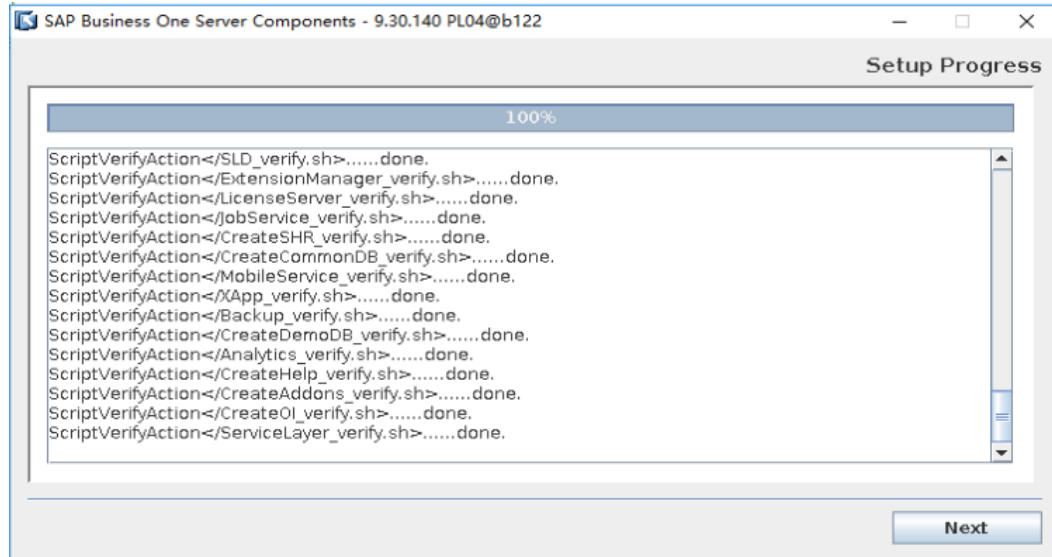 SAP Business One Server Components - 9.30.140 PL04@b122
Setup Progress
100%
ScriptVerifyAction</SLD_verify.sh>......done.
ScriptVerifyAction</ExtensionManager_verify.sh>......done.
ScriptVerifyAction</LicenseServer_verify.sh>......done.
ScriptVerifyAction</JobService_verify.sh>......done.
ScriptVerifyAction</CreateSHR_verify.sh>......done.
ScriptVerifyAction</CreateCommonDB_verify.sh>......done.
ScriptVerifyAction</MobileService_verify.sh>......done.
ScriptVerifyAction</XApp_verify.sh>......done.
ScriptVerifyAction</Backup_verify.sh>......done.
ScriptVerifyAction</CreateDemoDB_verify.sh>......done.
ScriptVerifyAction</Analytics_verify.sh>......done.
ScriptVerifyAction</CreateHelp_verify.sh>......done.
ScriptVerifyAction</CreateAddons_verify.sh>......done.
ScriptVerifyAction</CreateOI_verify.sh>......done.
ScriptVerifyAction</ServiceLayer_verify.sh>......done.
Next